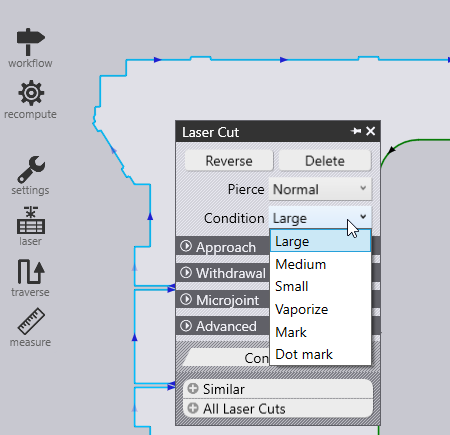 workflow
recompute
settings
laser
traverse
measure
Laser Cut
Reverse
Delete
Pierce
Normal
Condition
Large
Large
Medium
Small
Vaporize
Mark
Dot mark
Approach
Withdrawal
Microjoint
Advanced
Similar
All Laser Cuts